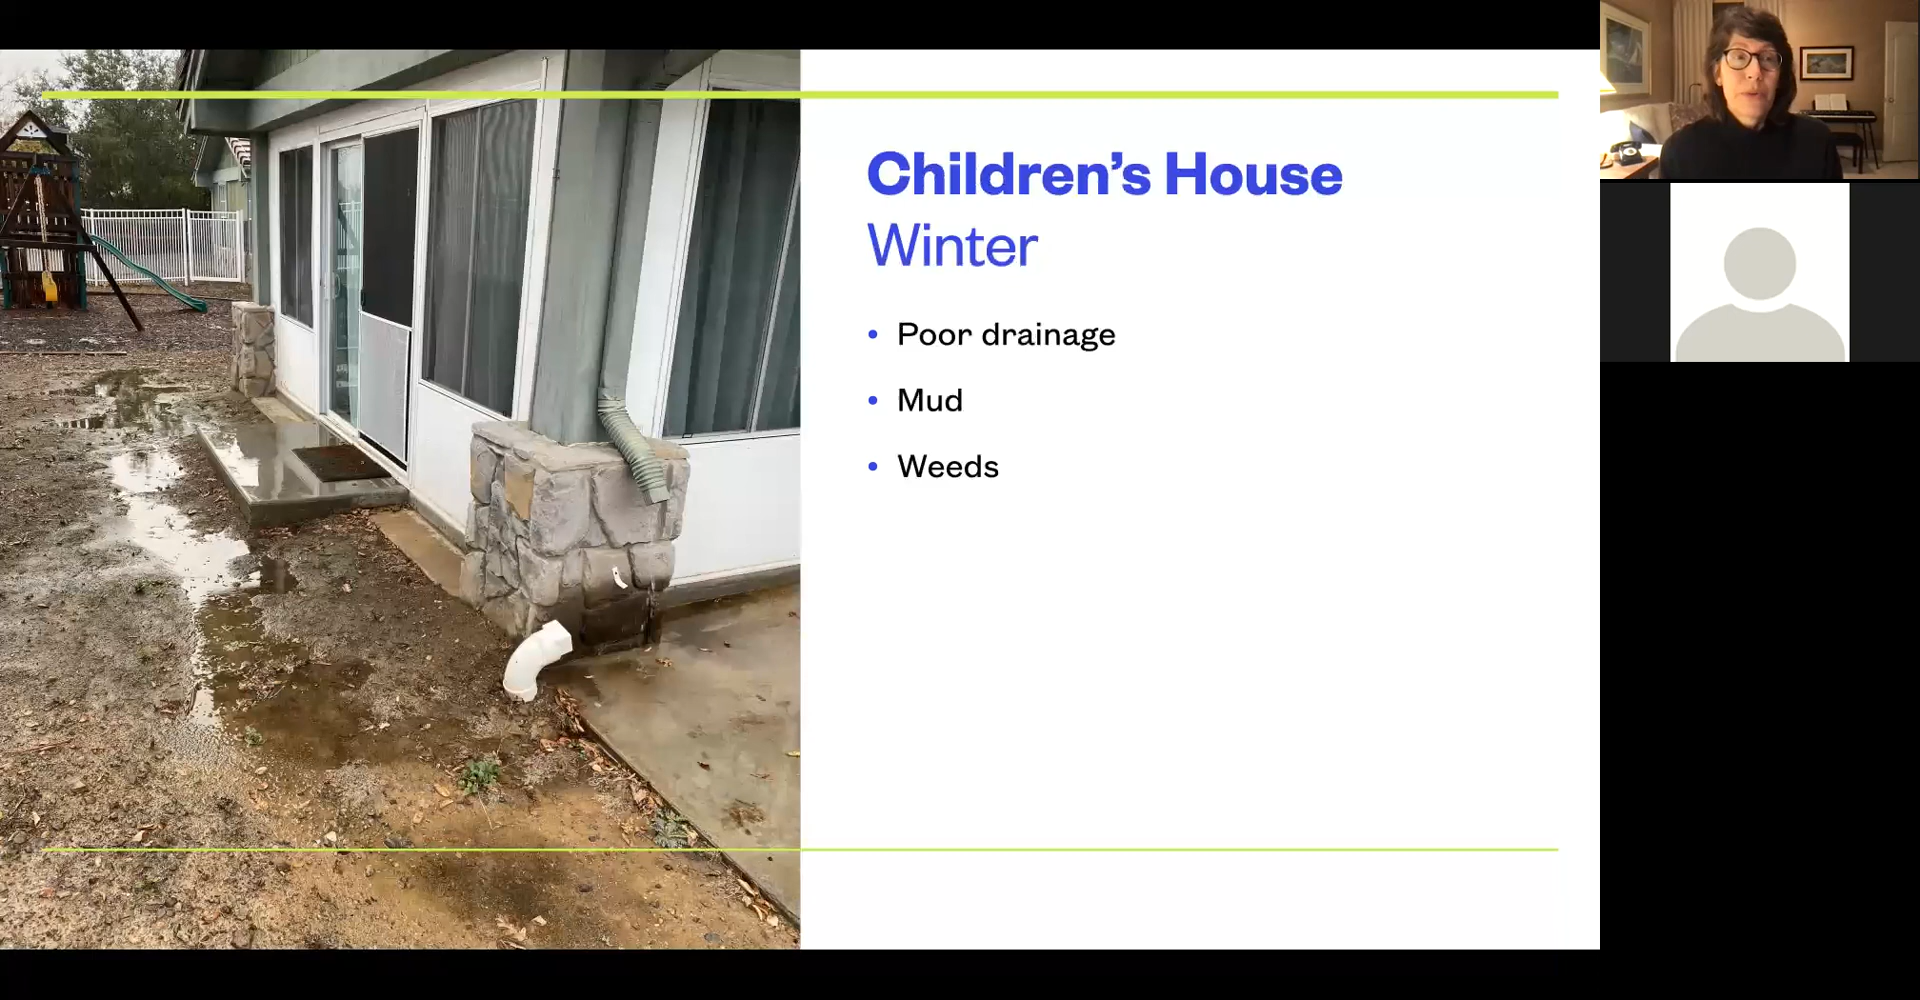 Children’s House
Winter
• Poor drainage
• Mud
• Weeds